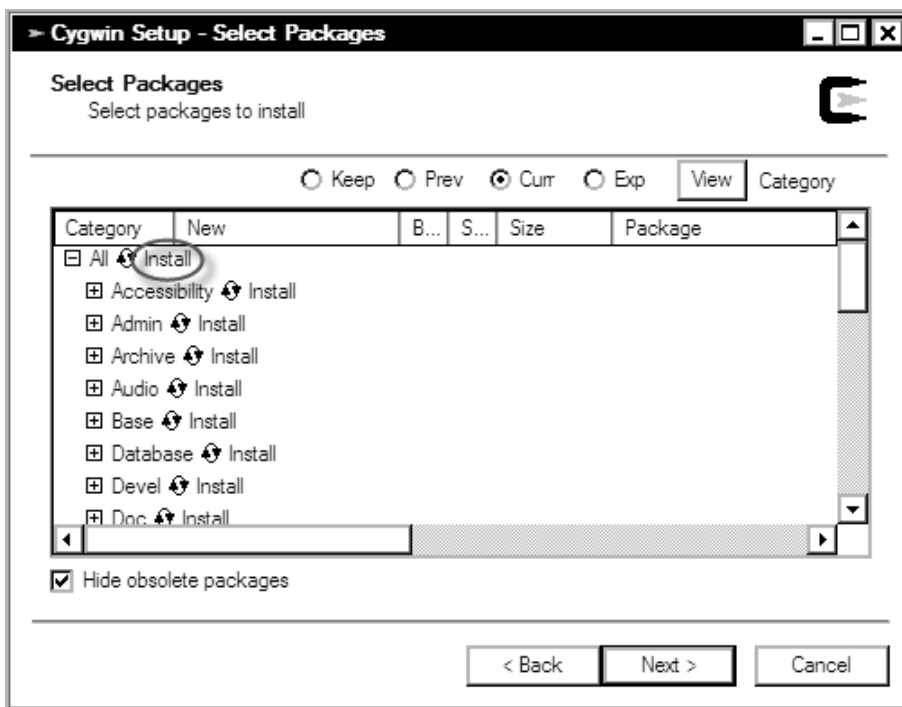 Cygwin Setup - Select Packages
Select Packages
Select packages to install
Keep Prev Curr Exp View Category
Category New B... S... Size Package
All Install
Accessibility Install
Admin Install
Archive Install
Audio Install
Base Install
Database Install
Devel Install
Doc Install
Hide obsolete packages
< Back Next > Cancel